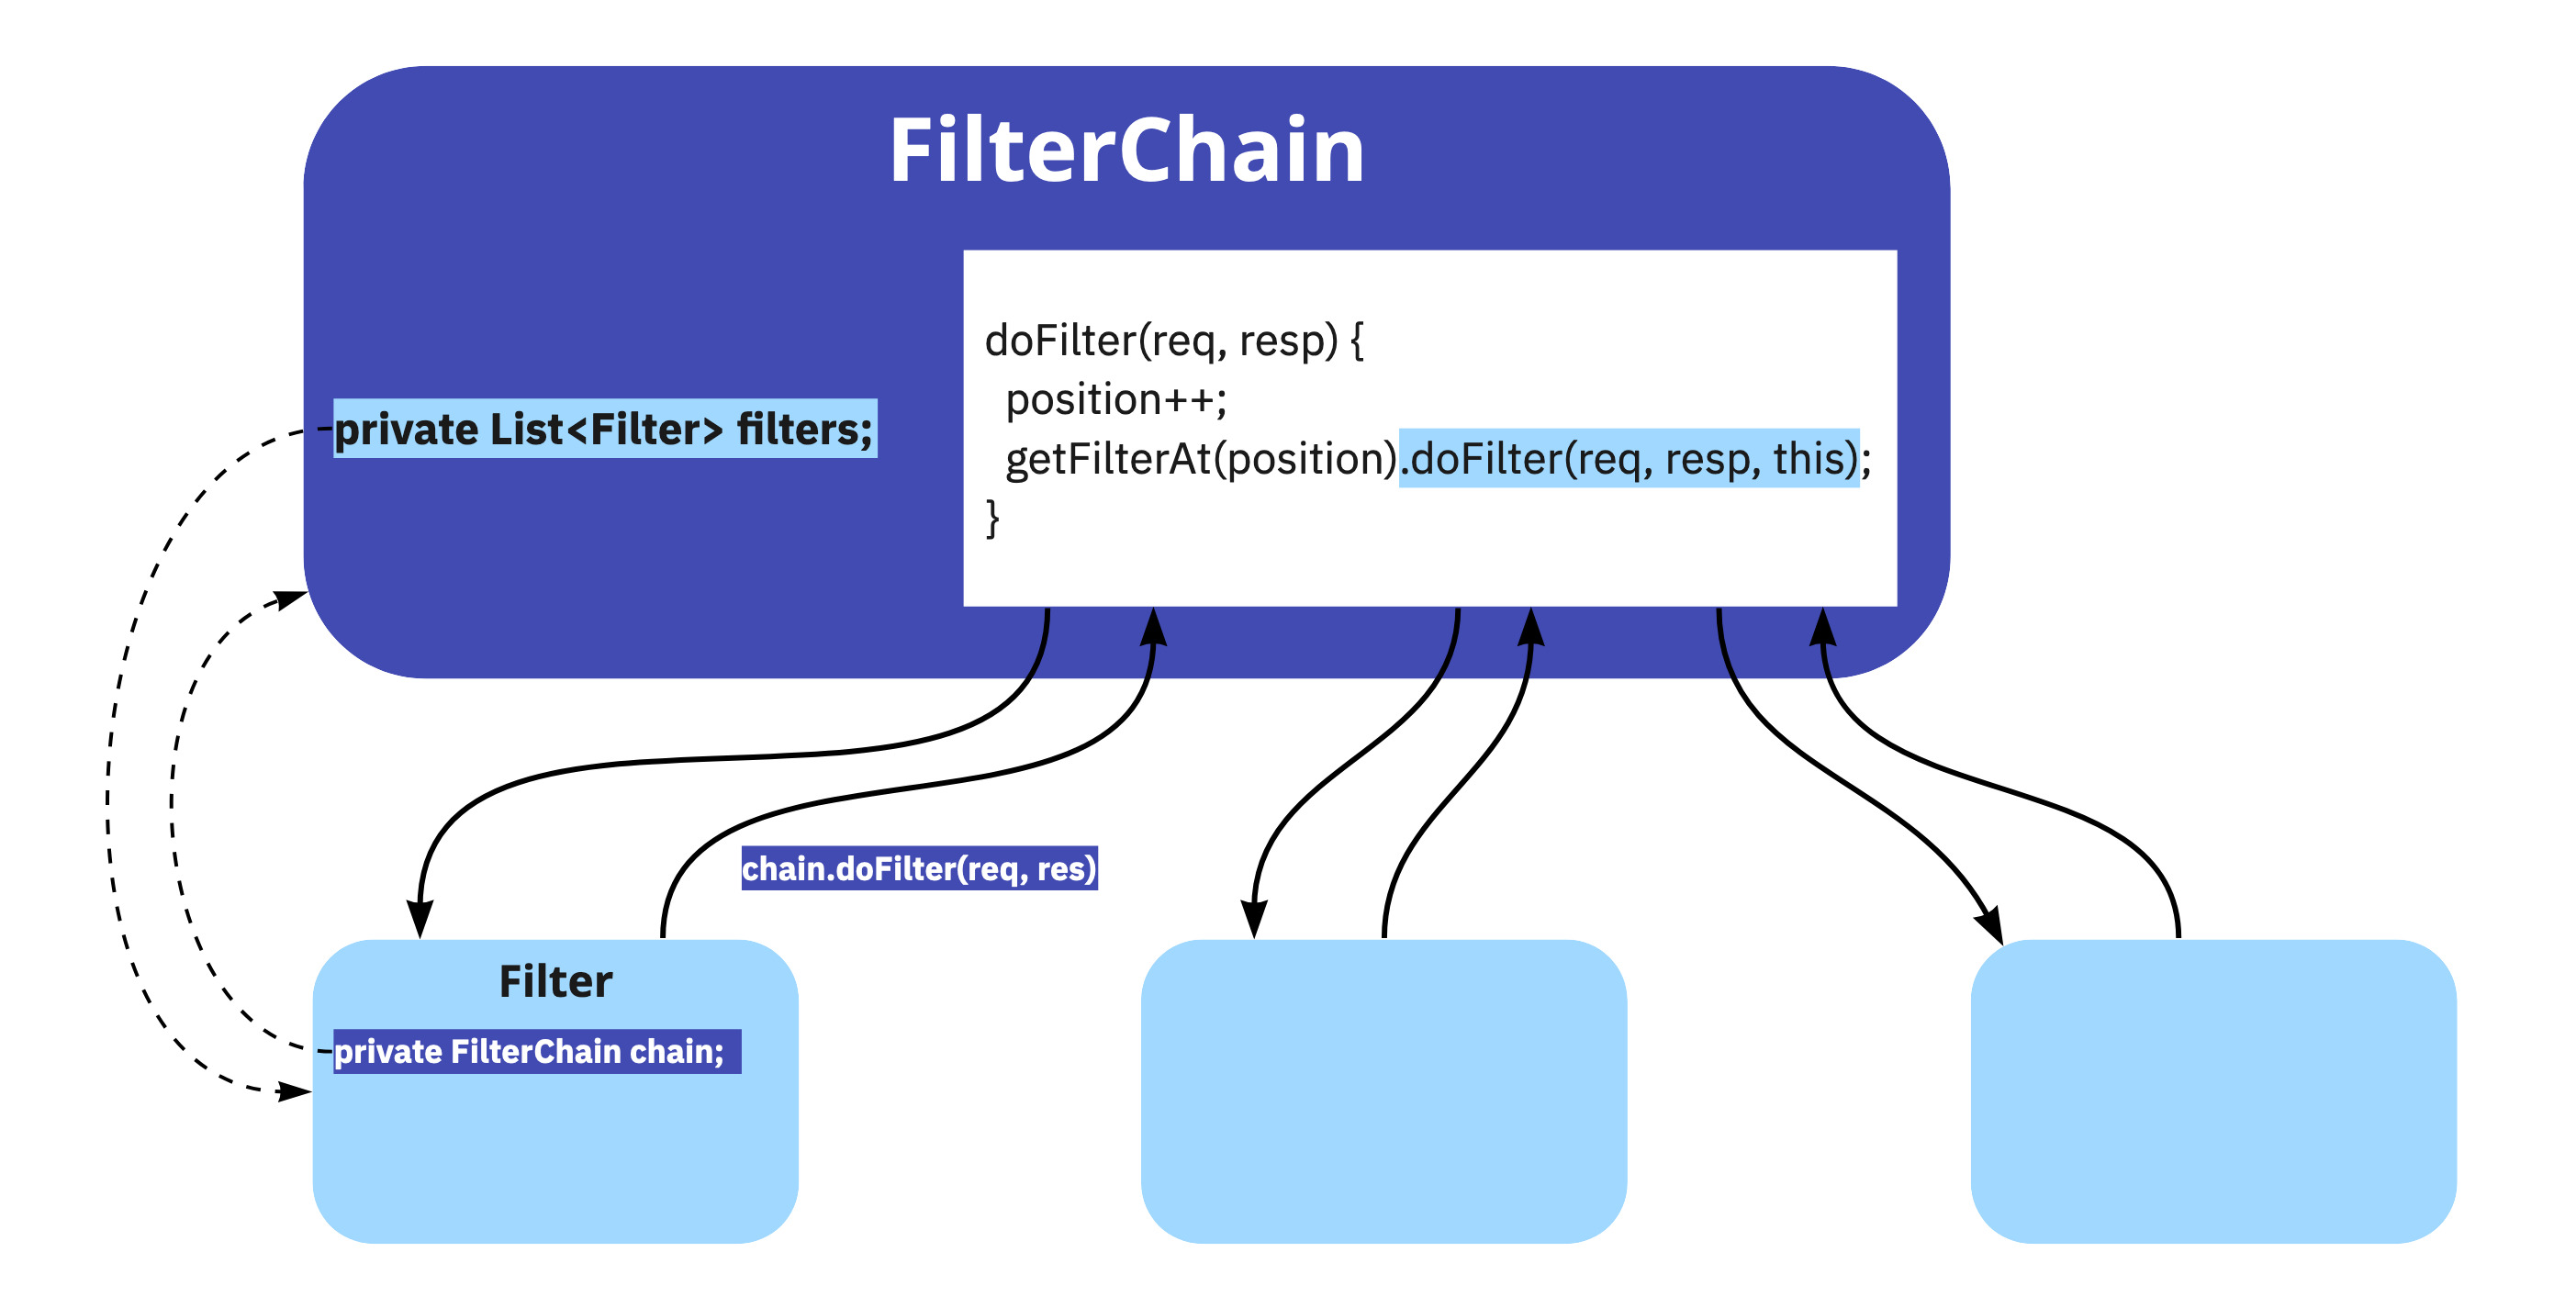 FilterChain
private List<Filter> filters;
doFilter(req, resp) {
position++;
getFilterAt(position).doFilter(req, resp, this);
}
chain.doFilter(req, res)
Filter
private FilterChain chain;